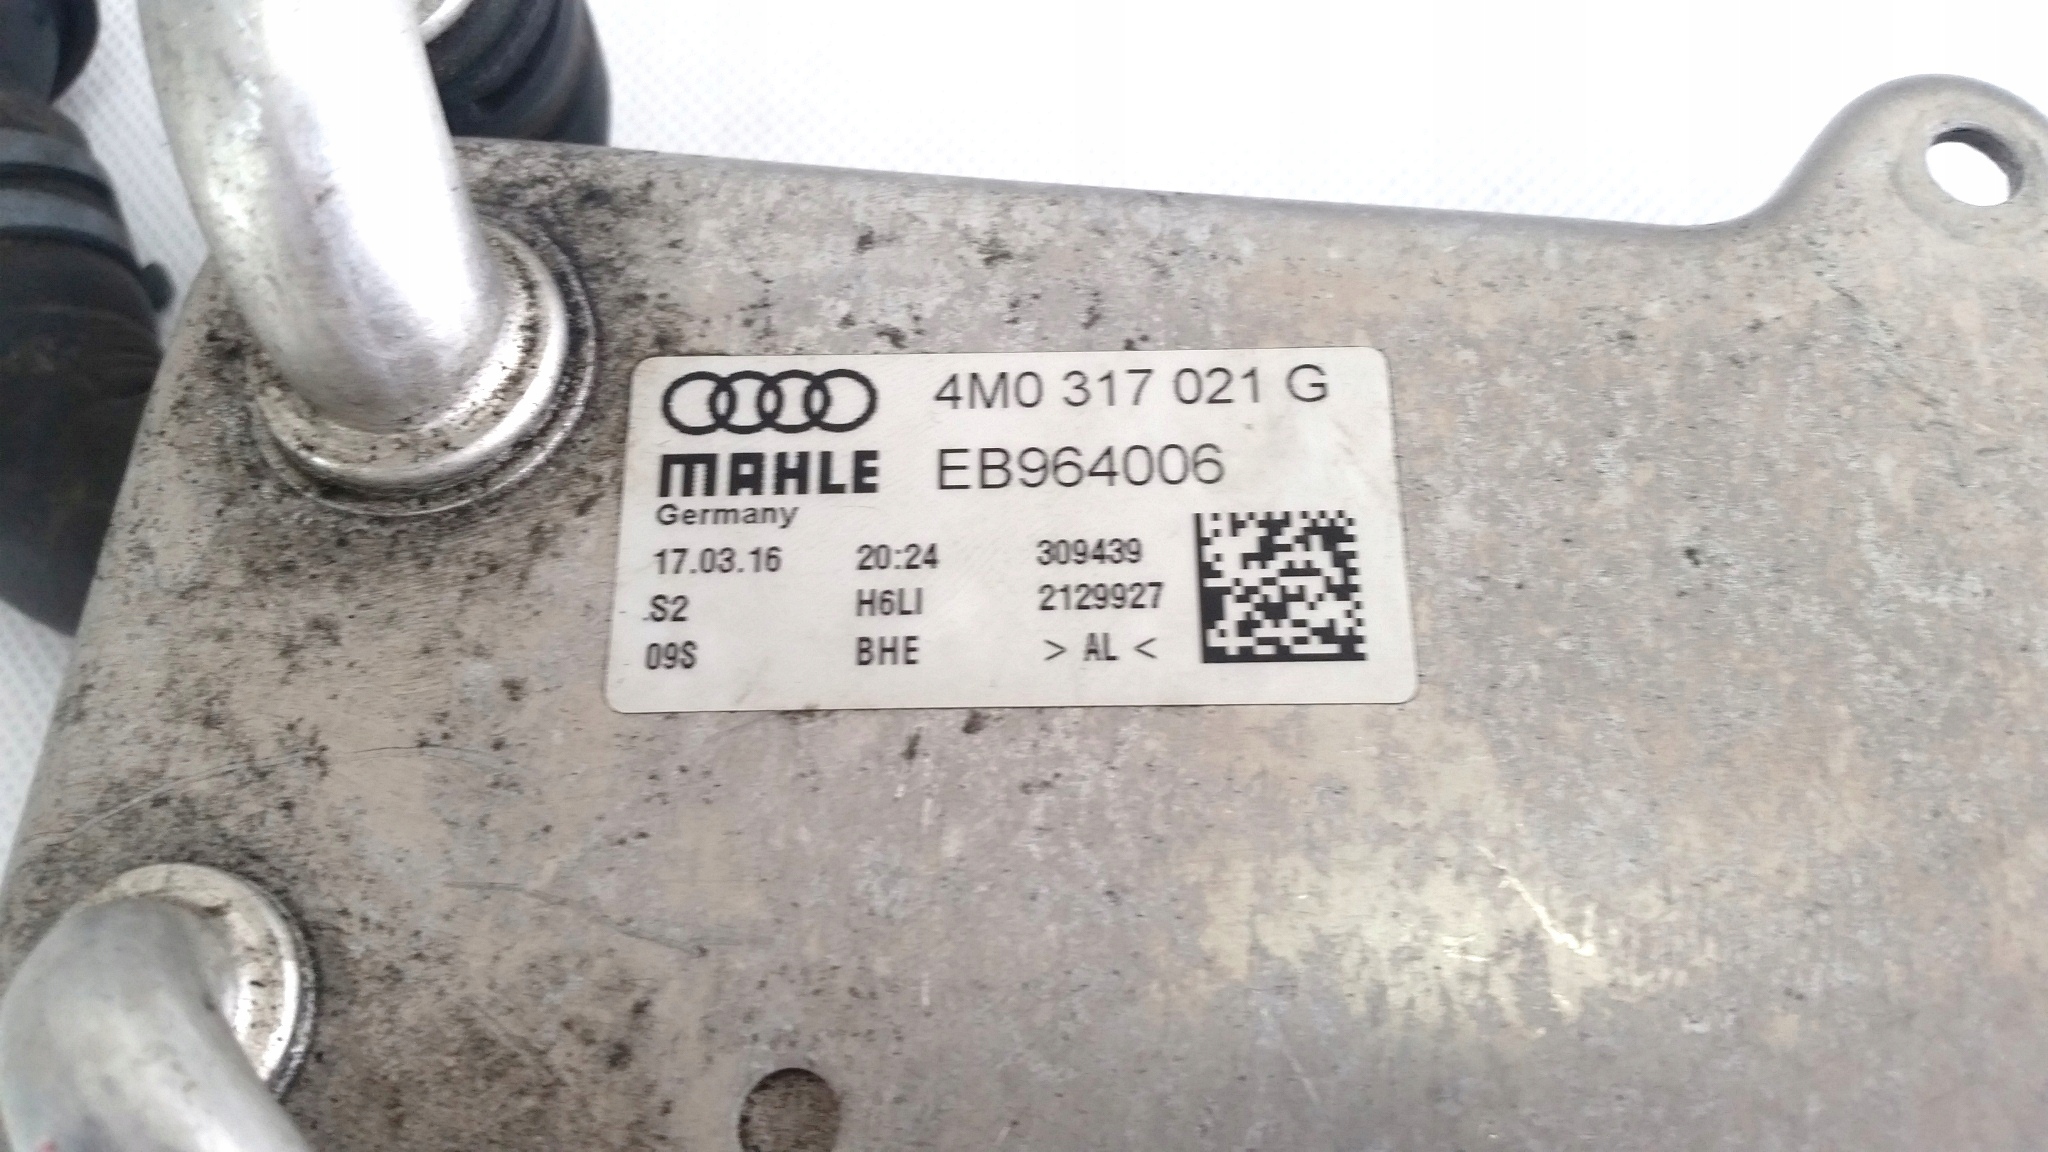 4M0 317 021 G
MAHLE EB964006
Germany
17.03.16 20:24 309439
.S2 H6LI 2129927
09S BHE > AL <